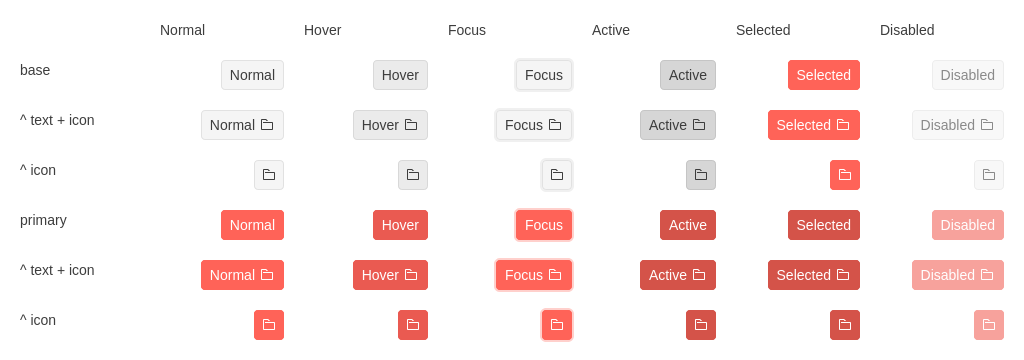 Normal Hover Focus Active Selected Disabled
base Normal Hover Focus Active Selected Disabled
^ text + icon Normal Hover Focus Active Selected Disabled
^ icon
primary Normal Hover Focus Active Selected Disabled
^ text + icon Normal Hover Focus Active Selected Disabled
^ icon